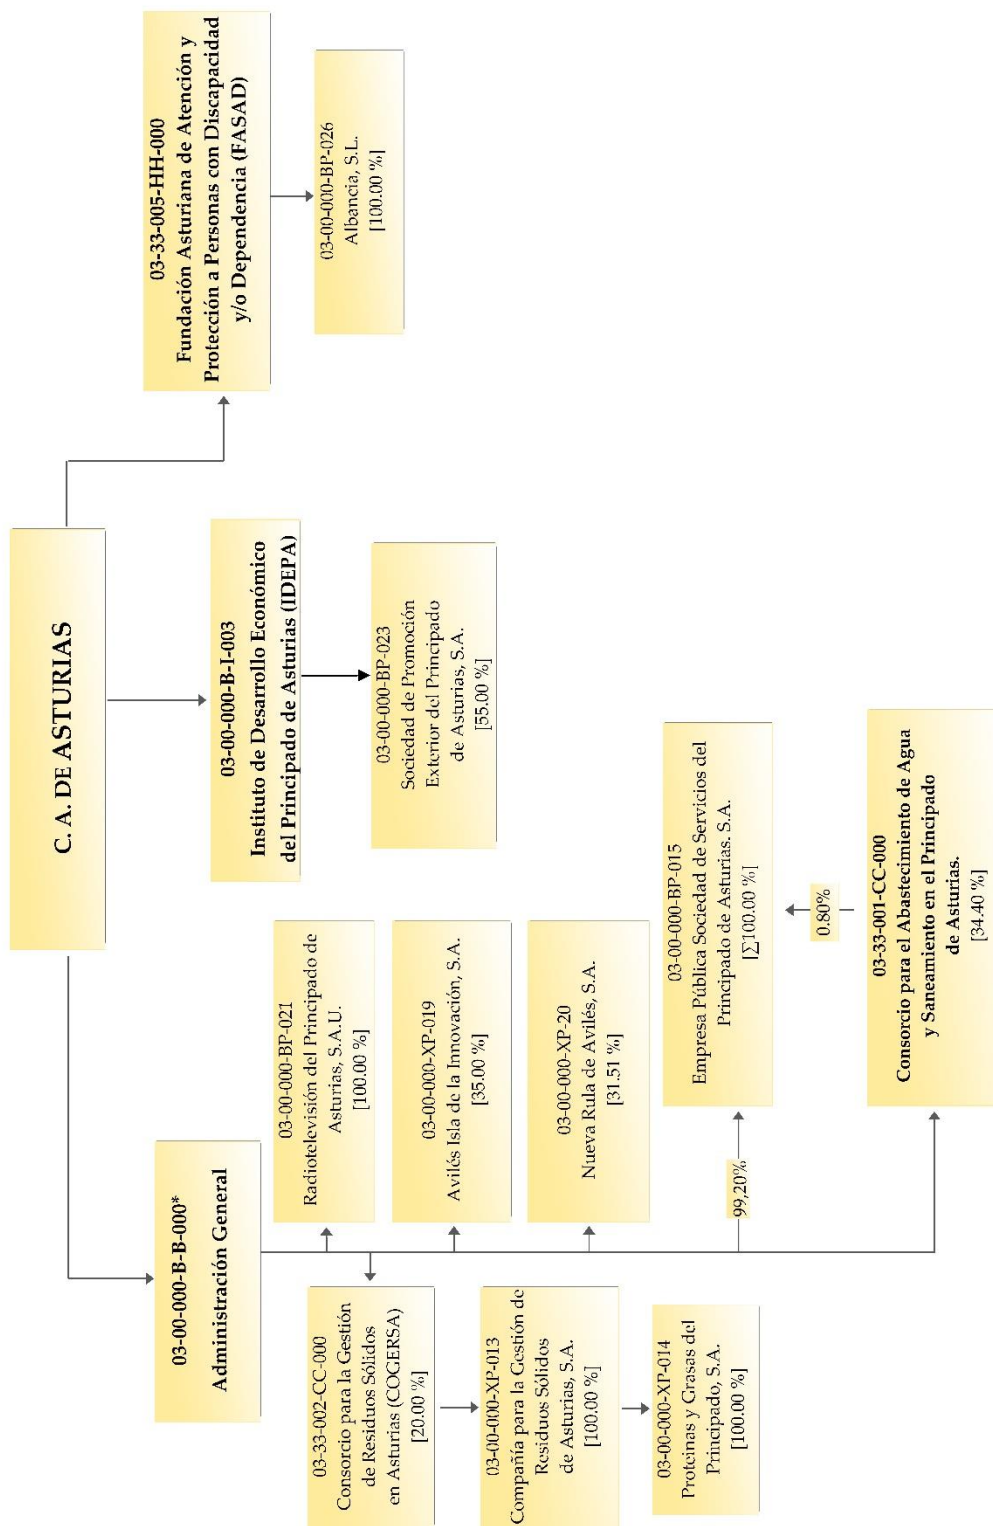 C. A. DE ASTURIAS
03-00-000-B-B-000*
Administración General
03-00-000-B-I-003
Instituto de Desarrollo Económico
del Principado de Asturias (IDEPA)
03-33-005-HH-000
Fundación Asturiana de Atención y
Protección a Personas con Discapacidad
y/o Dependencia (FASAD)
03-33-002-CC-000
Consorcio para la Gestión
de Residuos Sólidos
en Asturias (COGERSA)
[20.00 %]
03-00-000-XP-013
Compañía para la Gestión de
Residuos Sólidos
de Asturias, S.A.
[100.00 %]
03-00-000-XP-014
Proteinas y Grasas del
Principado, S.A.
[100.00 %]
03-00-000-BP-021
Radiotelevisión del Principado de
Asturias, S.A.U.
[100.00 %]
03-00-000-XP-019
Avilés Isla de la Innovación, S.A.
[35.00 %]
03-00-000-XP-20
Nueva Rula de Avilés, S.A.
[31.51 %]
99,20%
03-00-000-BP-015
Empresa Pública Sociedad de Servicios del
Principado de Asturias. S.A
[∑100.00 %]
0.80%
03-33-001-CC-000
Consorcio para el Abastecimiento de Agua
y Saneamiento en el Principado
de Asturias.
[34.40 %]
03-00-000-BP-023
Sociedad de Promoción
Exterior del Principado
de Asturias, S.A.
[55.00 %]
03-00-000-BP-026
Albancia, S.L.
[100.00 %]